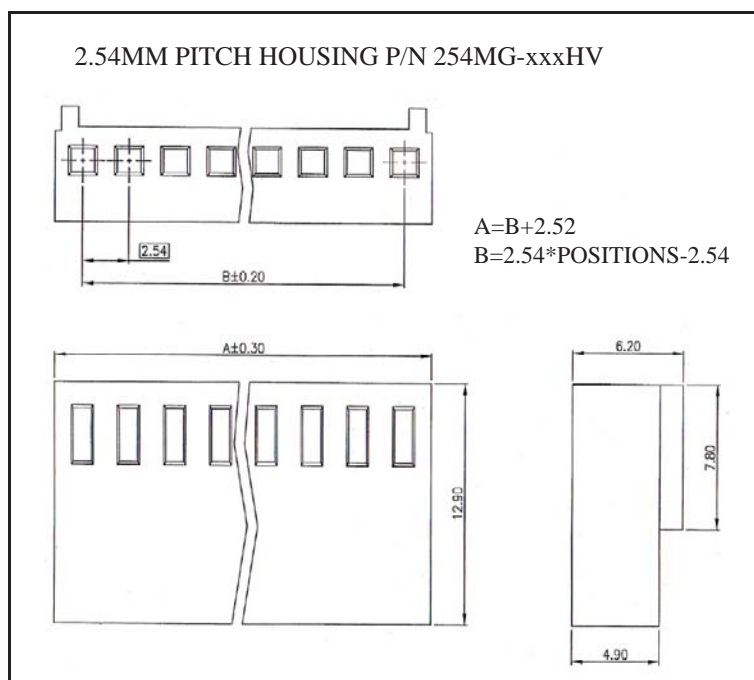 2.54MM PITCH HOUSING P/N 254MG-xxxHV
A=B+2.52
B=2.54*POSITIONS-2.54
2.54
B±0.20
A±0.30
6.20
12.90
7.80
4.90